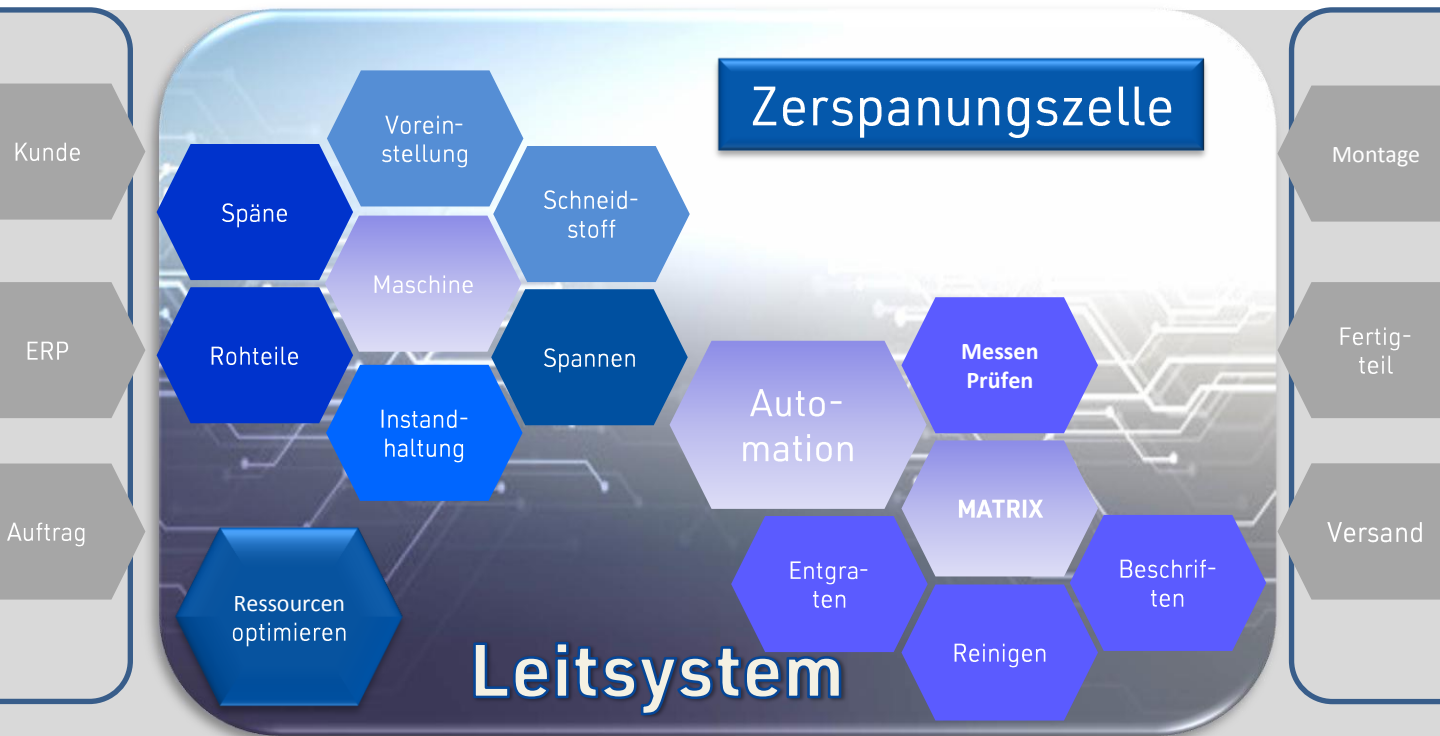 Kunde
ERP
Auftrag
Zerspanungszelle
Vorein-
stellung
Späne
Schneid-
stoff
Maschine
Rohteile
Spannen
Instand-
haltung
Auto-
mation
Messen
Prüfen
MATRIX
Entgra-
ten
Beschrif-
ten
Reinigen
Ressourcen
optimieren
Leitsystem
Montage
Fertig-
teil
Versand